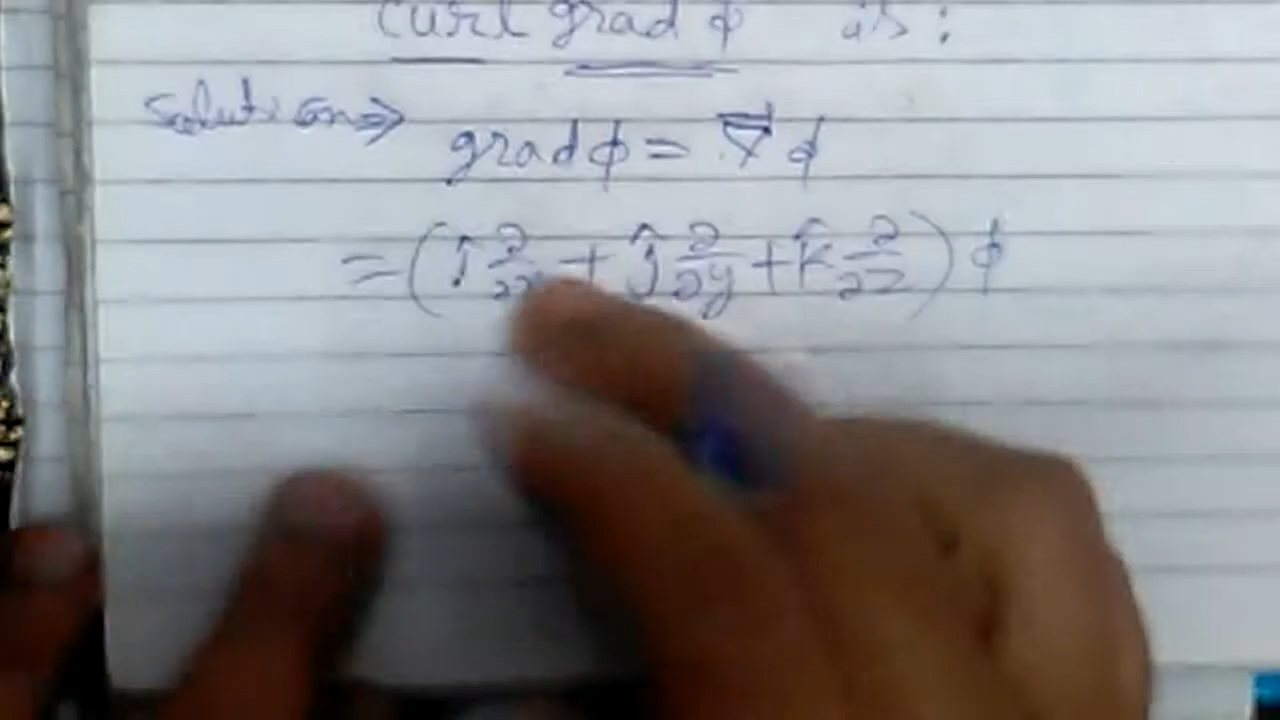 curl grad ϕ is:
Solution⇒ grad ϕ = ∇⃗ ϕ
= (î ∂/∂x + ĵ ∂/∂y + k̂ ∂/∂z) ϕ